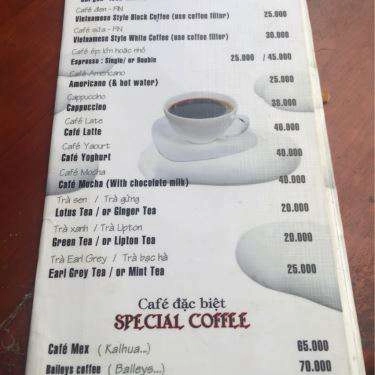 Café đen - PIN
Vietnamese Style Black Coffee (use coffee filter) 25.000
Café sữa - PIN
Vietnamese Style White Coffee (use coffee filter) 30.000
Café ép lớn hoặc nhỏ
Espresso : Single/ or Double 25.000 / 45.000
Café Americano
Americano (& hot water) 25.000
Cappuccino
Cappuccino 38.000
Café Late
Café Latte 40.000
Café Yaourt
Café Yoghurt 40.000
Café Mocha
Café Mocha (With chocolate milk) 40.000
Trà sen / Trà gừng
Lotus Tea / or Ginger Tea 20.000
Trà xanh / Trà Lipton
Green Tea / or Lipton Tea 20.000
Trà Earl Grey / Trà bạc hà
Earl Grey Tea / or Mint Tea 25.000
Café đặc biệt
SPECIAL COFFEE
Café Mex ( Kalhua...) 65.000
Baileys coffee ( Baileys...) 70.000